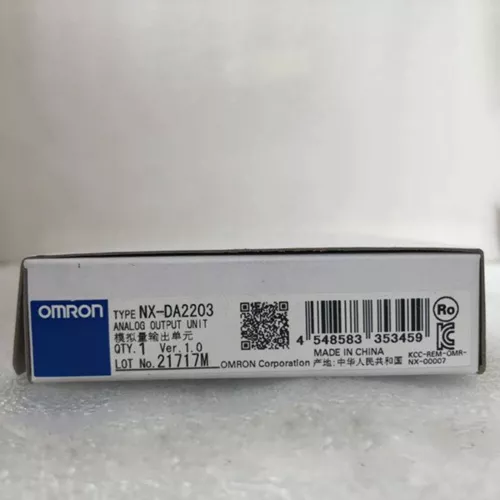 OMRON
TYPE NX-DA2203
ANALOG OUTPUT UNIT
模拟量输出单元
QTY. 1 Ver.1.0
LOT No. 21717M
4 548583 353459
MADE IN CHINA
OMRON Corporation 产地:中华人民共和国
Ro
KCC-REM-OMR-
NX-00007